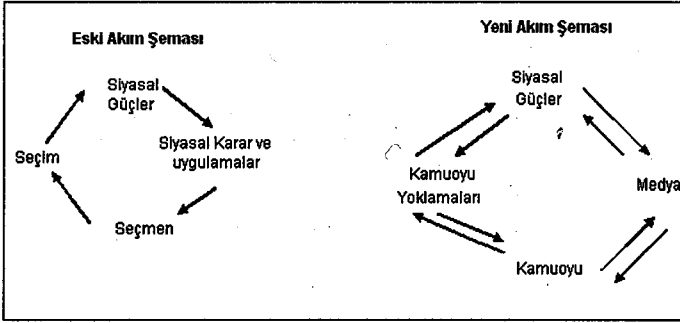 Eski Akım Şeması
Siyasal
Güçler
Siyasal Karar ve
uygulamalar
Seçmen
Seçim
Yeni Akım Şeması
Siyasal
Güçler
Medya
Kamuoyu
Kamuoyu
Yoklamaları